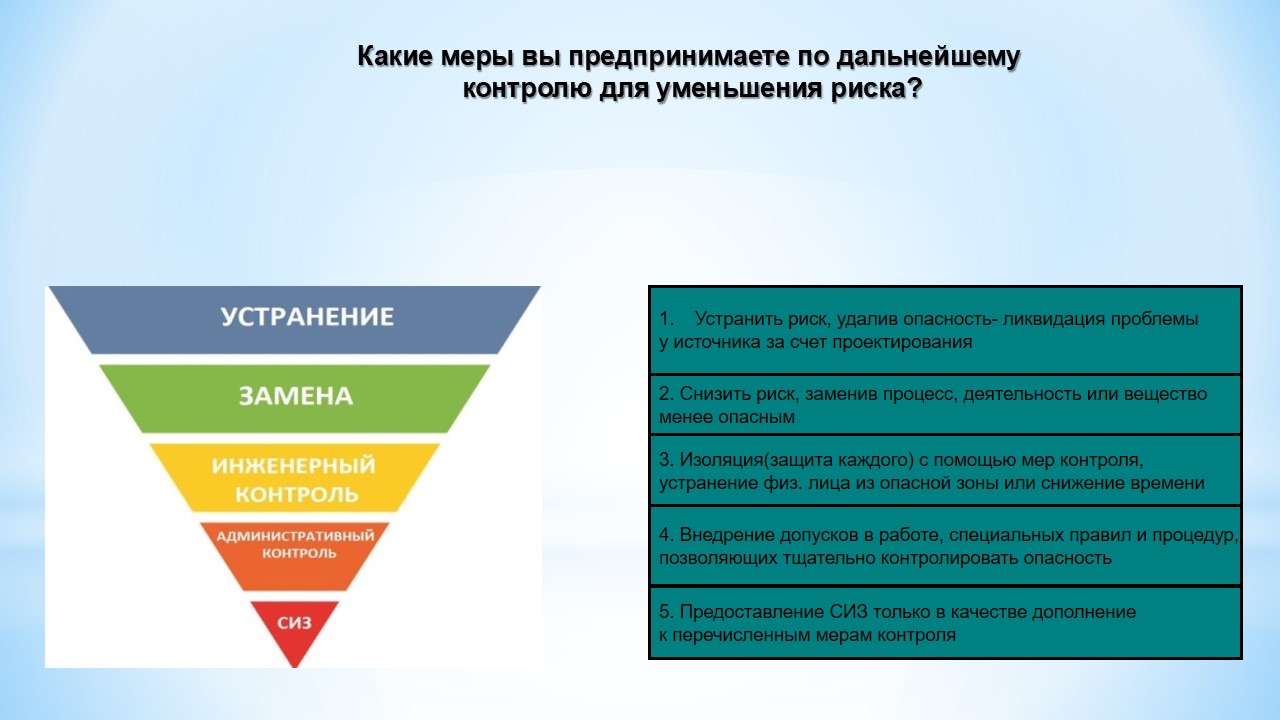 Какие меры вы предпринимаете по дальнейшему
контролю для уменьшения риска?
УСТРАНЕНИЕ
ЗАМЕНА
ИНЖЕНЕРНЫЙ
КОНТРОЛЬ
АДМИНИСТРАТИВНЫЙ
КОНТРОЛЬ
СИЗ
1. Устранить риск, удалив опасность- ликвидация проблемы
у источника за счет проектирования
2. Снизить риск, заменив процесс, деятельность или вещество
менее опасным
3. Изоляция(защита каждого) с помощью мер контроля,
устранение физ. лица из опасной зоны или снижение времени
4. Внедрение допусков в работе, специальных правил и процедур,
позволяющих тщательно контролировать опасность
5. Предоставление СИЗ только в качестве дополнение
к перечисленным мерам контроля